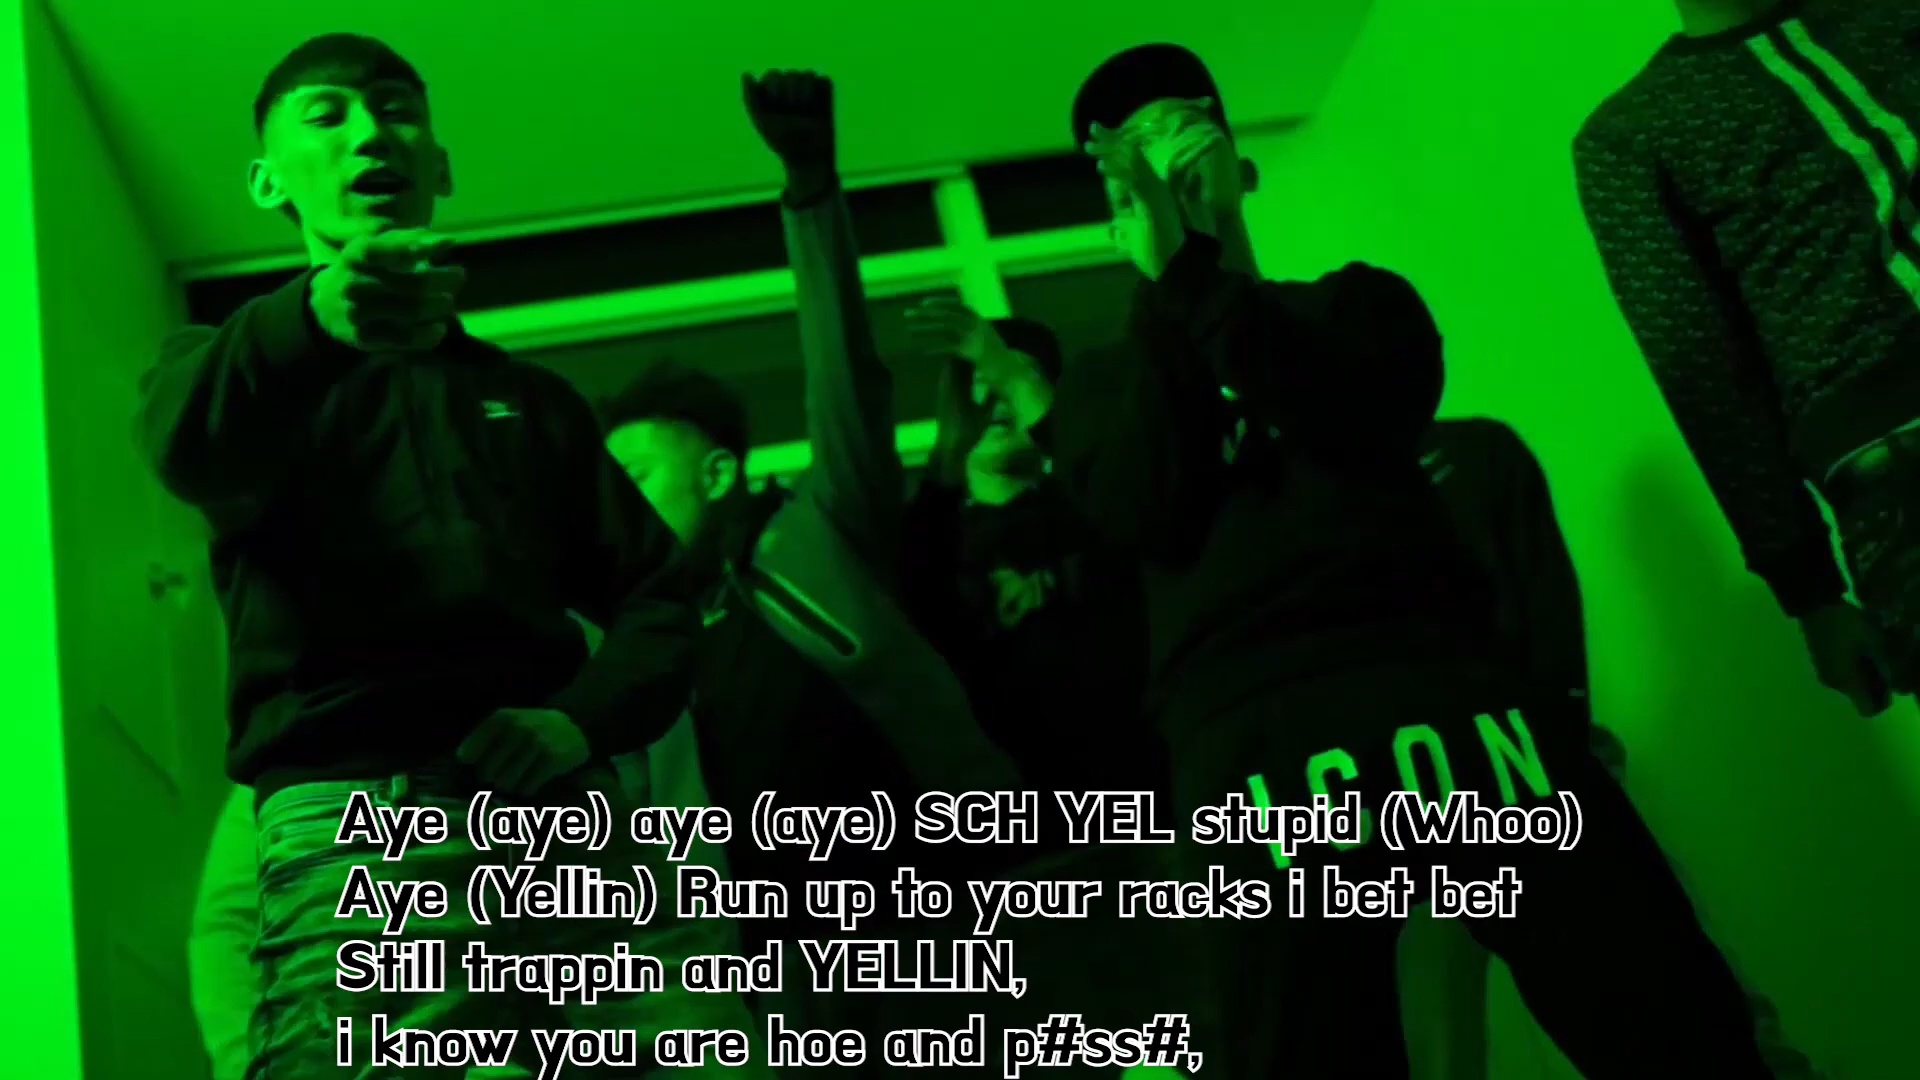 ICON
Aye (aye) aye (aye) SCH YEL stupid (Whoo)
Aye (Yellin) Run up to your racks i bet bet
Still trappin and YELLIN,
i know you are hoe and p#ss#,